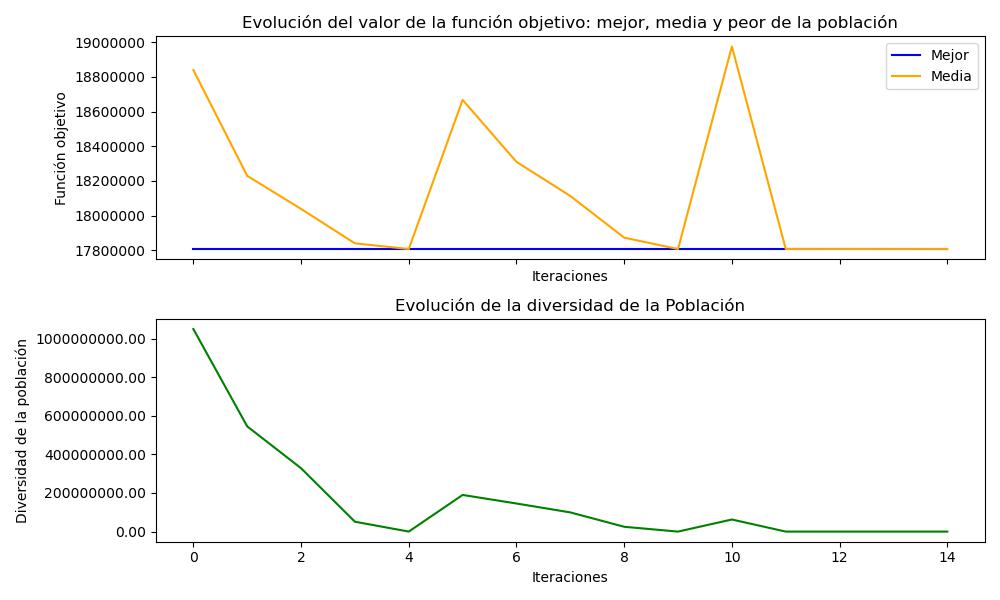 Evolución del valor de la función objetivo: mejor, media y peor de la población
19000000
18800000
18600000
18400000
18200000
18000000
17800000
Función objetivo
Mejor
Media
Iteraciones
Evolución de la diversidad de la Población
1000000000.00
800000000.00
600000000.00
400000000.00
200000000.00
0.00
Diversidad de la población
0 2 4 6 8 10 12 14
Iteraciones